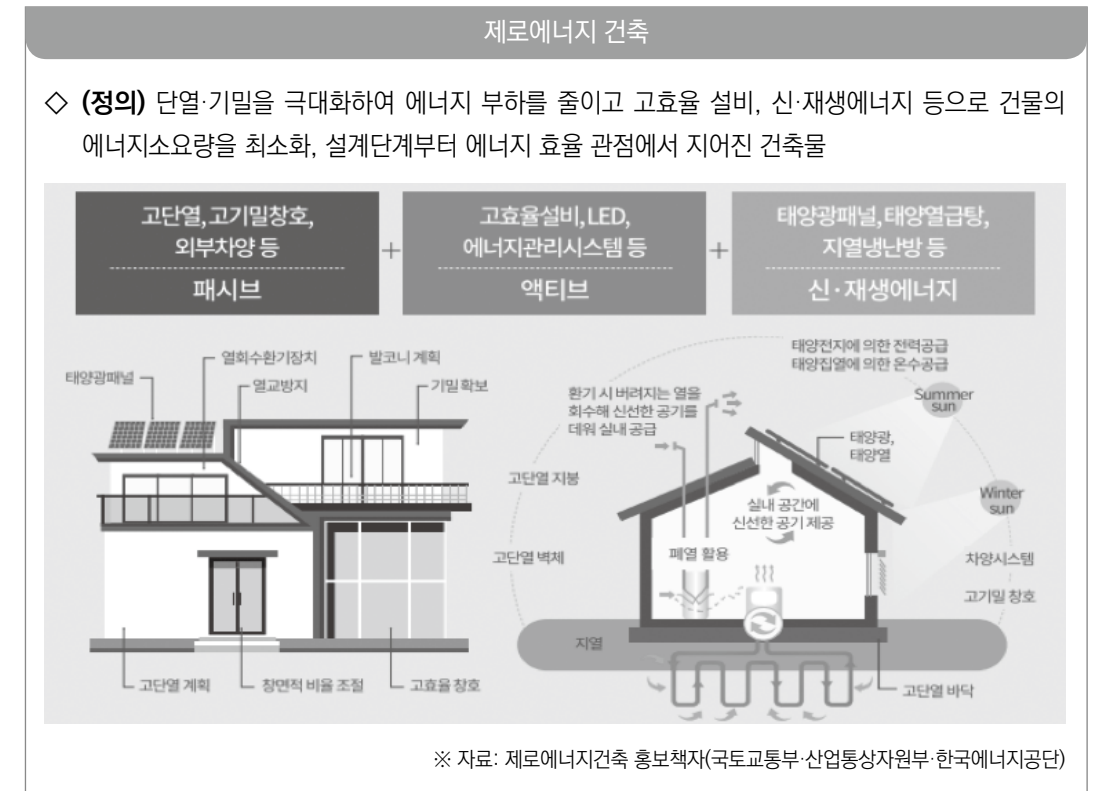 제로에너지 건축
◇ (정의) 단열·기밀을 극대화하여 에너지 부하를 줄이고 고효율 설비, 신·재생에너지 등으로 건물의
에너지소요량을 최소화, 설계단계부터 에너지 효율 관점에서 지어진 건축물
고단열, 고기밀창호,
외부차양 등
패시브
+
고효율설비, LED,
에너지관리시스템 등
액티브
+
태양광패널, 태양열급탕,
지열냉난방 등
신·재생에너지
태양광패널
열회수환기장치
열교방지
발코니 계획
기밀 확보
고단열 계획
창면적 비율 조절
고효율 창호
태양전지에 의한 전력공급
태양집열에 의한 온수공급
환기 시 버려지는 열을
회수해 신선한 공기를
데워 실내 공급
Summer
sun
태양광,
태양열
고단열 지붕
Winter
sun
실내 공간에
신선한 공기 제공
고단열 벽체
폐열 활용
차양시스템
고기밀 창호
지열
고단열 바닥
※ 자료: 제로에너지건축 홍보책자(국토교통부·산업통상자원부·한국에너지공단)